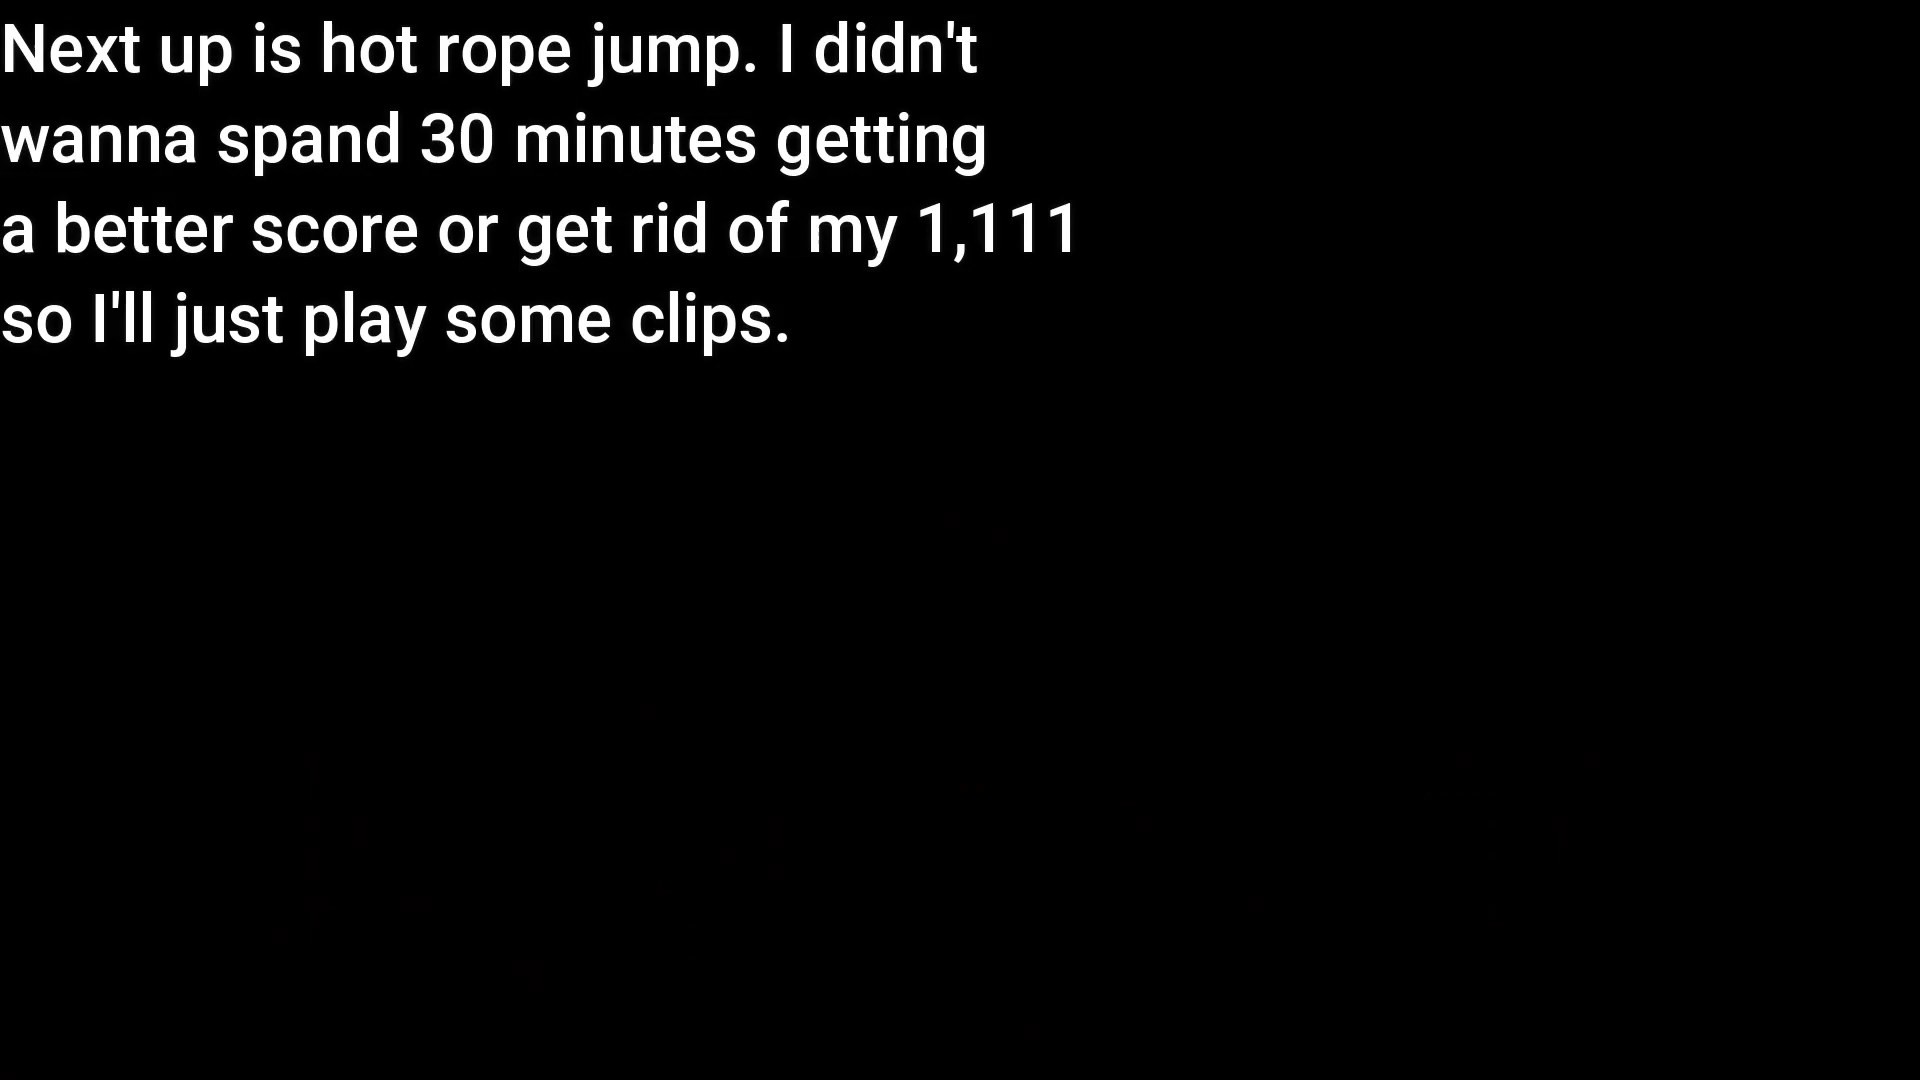 Next up is hot rope jump. I didn't
wanna spand 30 minutes getting
a better score or get rid of my 1,111
so I'll just play some clips.